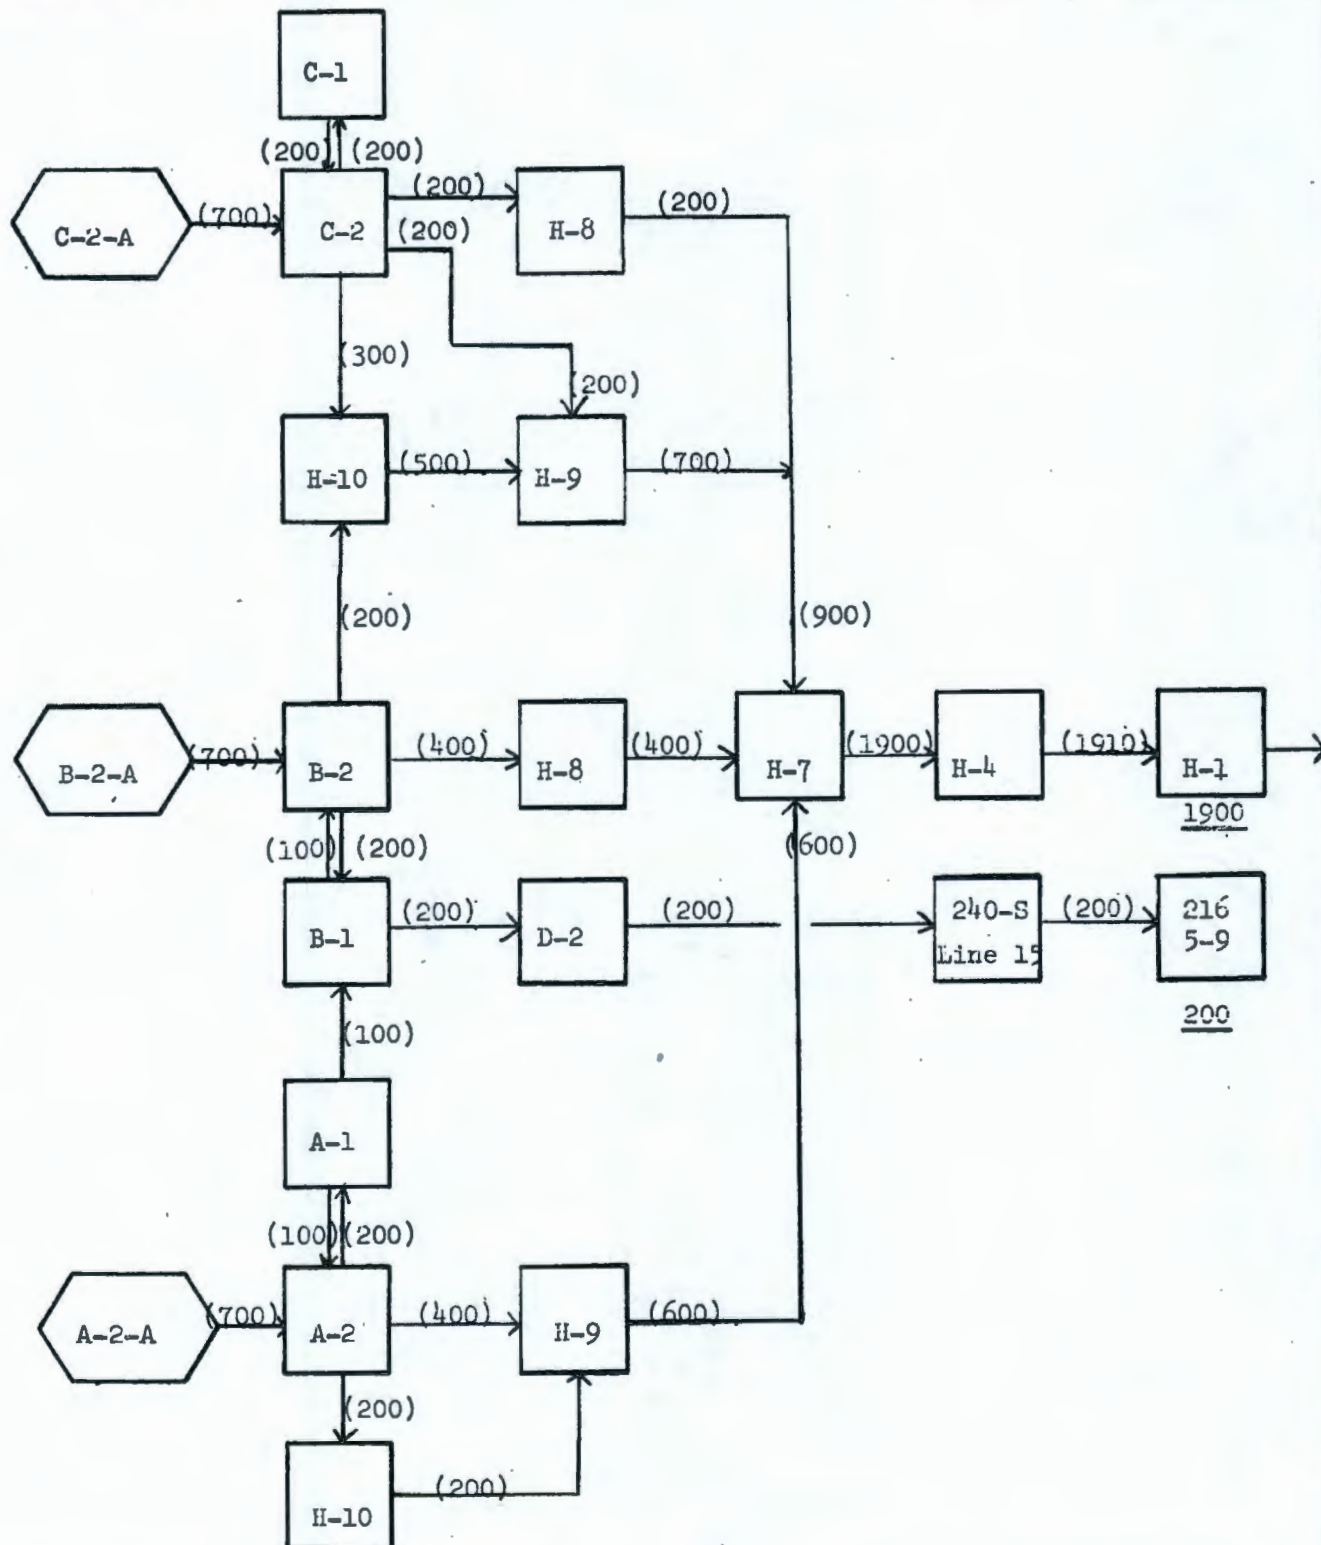 C-1
(200) (200)
C-2-A
(700)
C-2
(200)
(200)
H-8
(200)
(300)
(200)
H-10
(500)
H-9
(700)
(200)
(900)
B-2-A
(700)
B-2
(400)
H-8
(400)
H-7
(1900)
H-4
(1910)
H-1
1900
(100) (200)
(600)
B-1
(200)
D-2
(200)
240-S
Line 15
(200)
216
5-9
200
(100)
A-1
(100) (200)
A-2-A
(700)
A-2
(400)
H-9
(600)
(200)
H-10
(200)